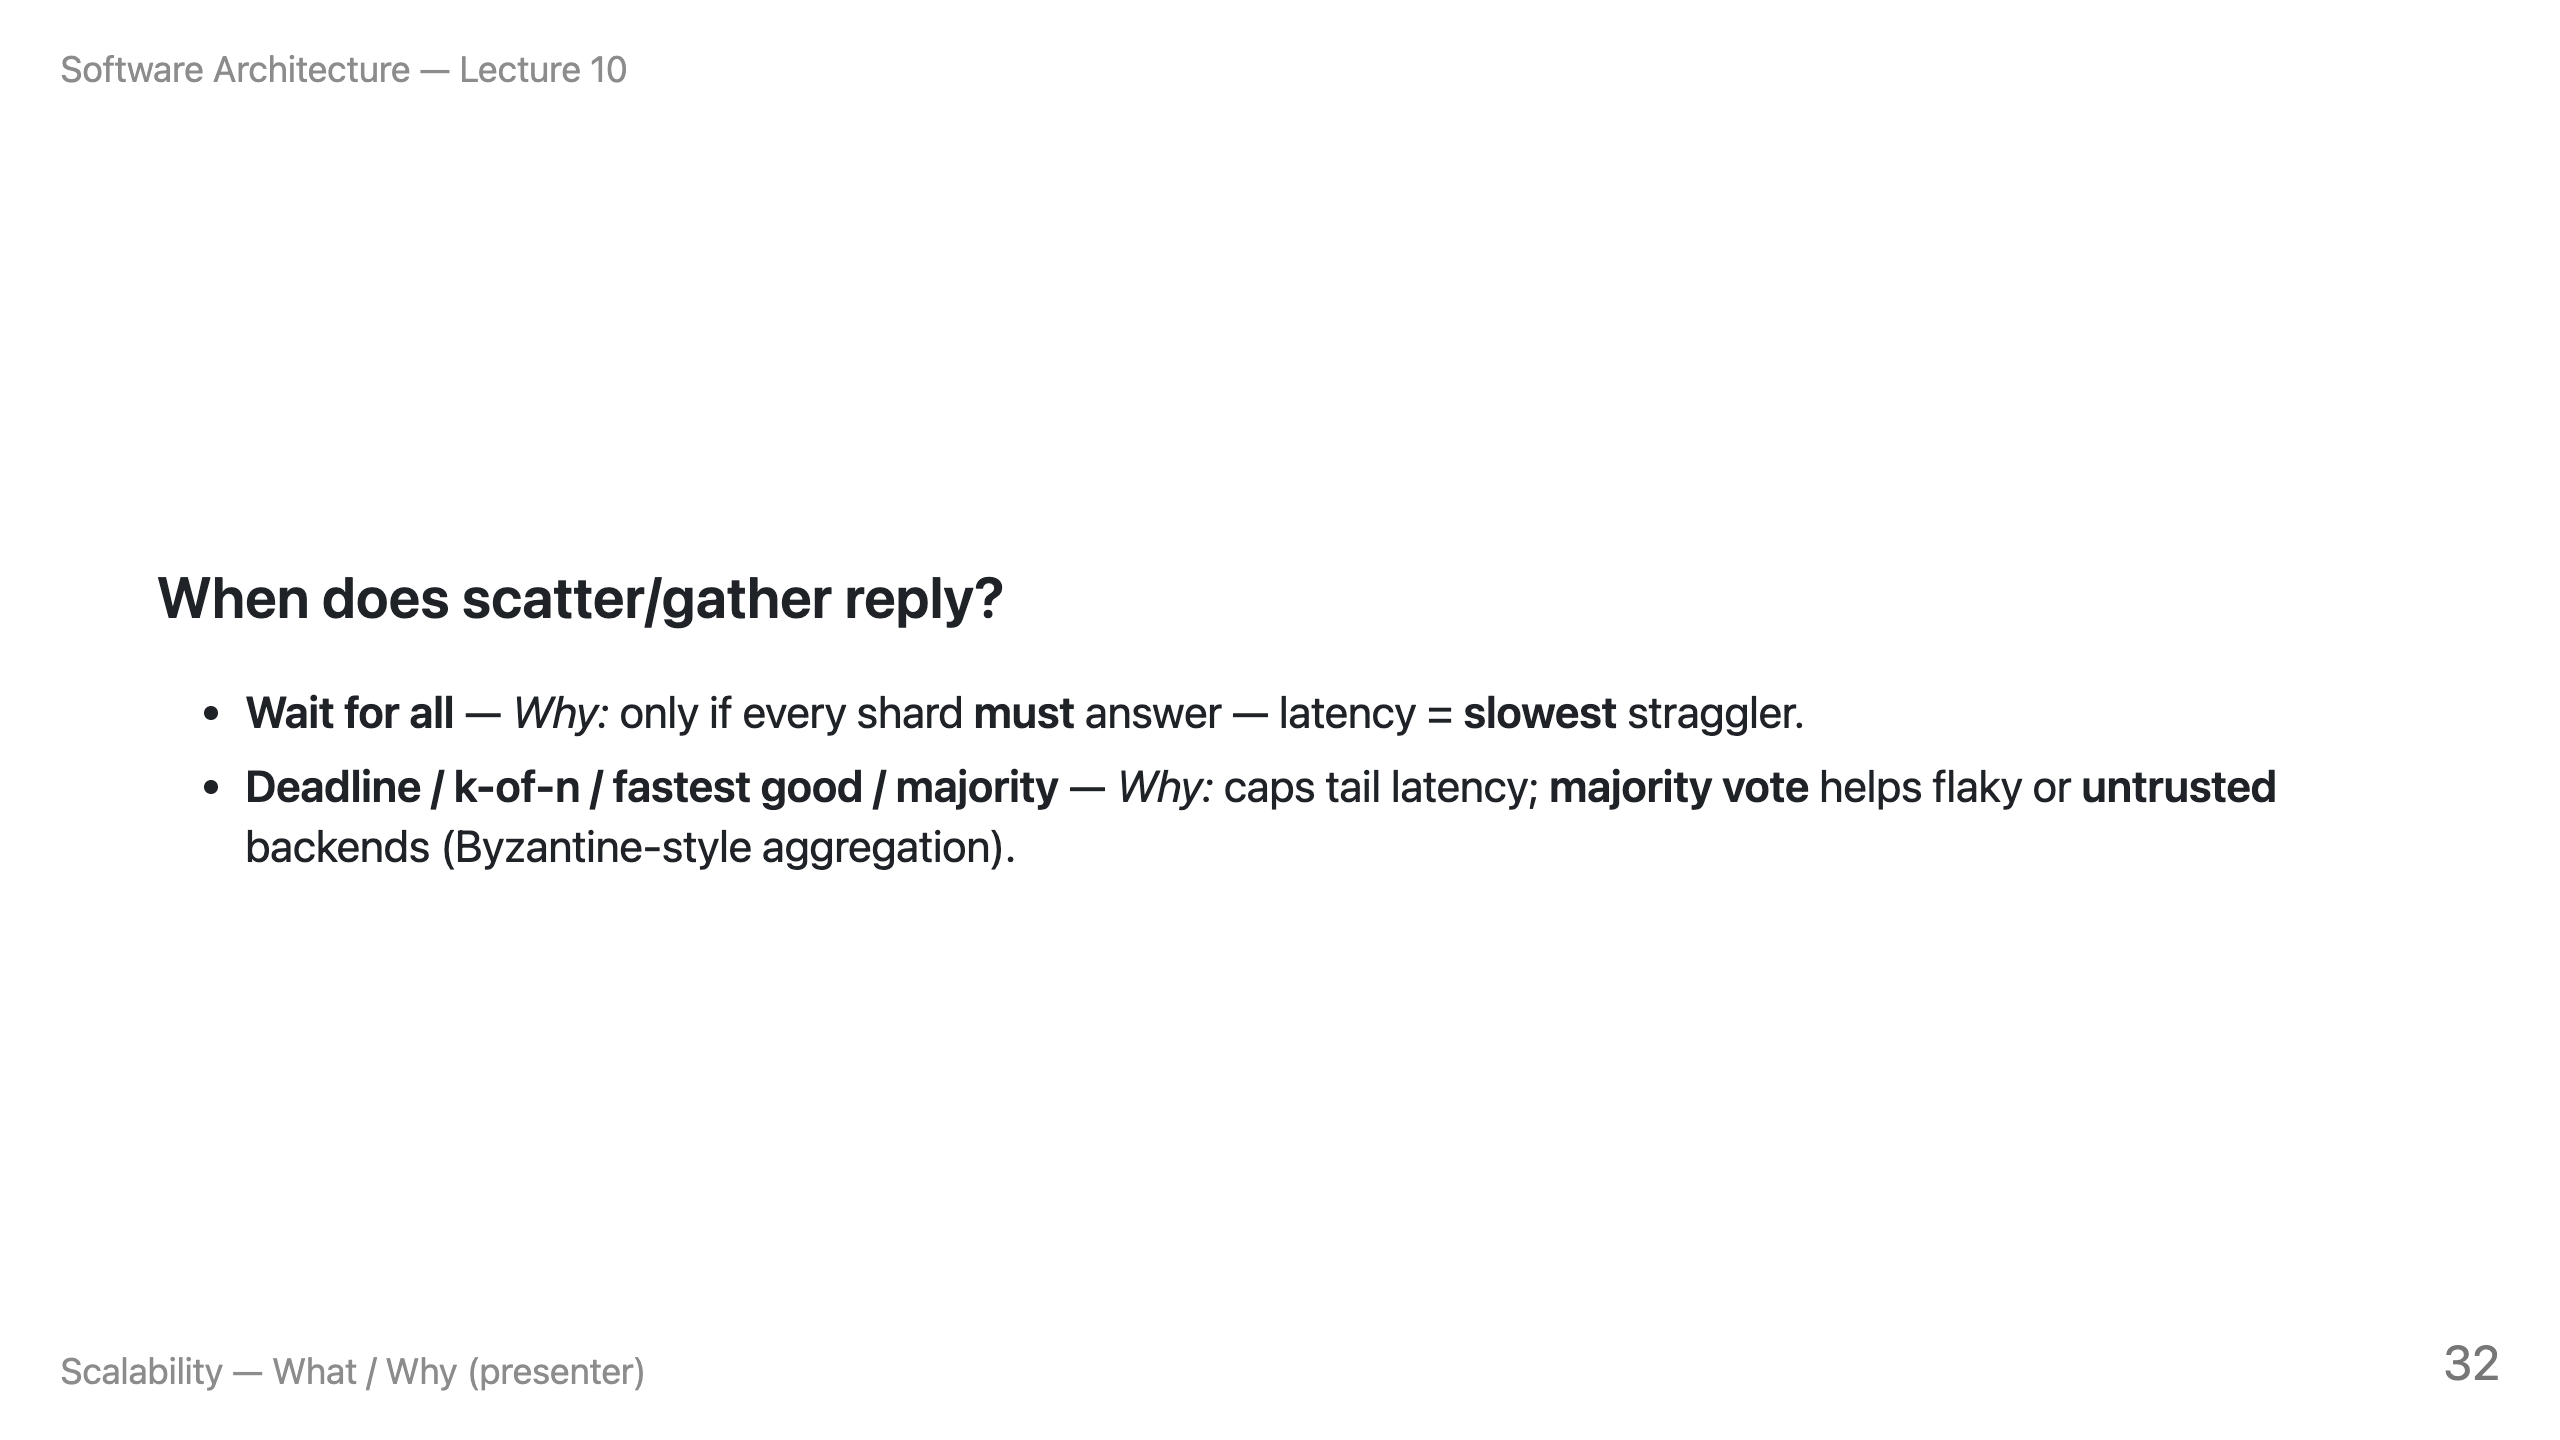 Software Architecture — Lecture 10
When does scatter/gather reply?
• Wait for all — Why: only if every shard must answer — latency = slowest straggler.
• Deadline / k-of-n / fastest good / majority — Why: caps tail latency; majority vote helps flaky or untrusted
backends (Byzantine-style aggregation).
Scalability — What / Why (presenter)
32